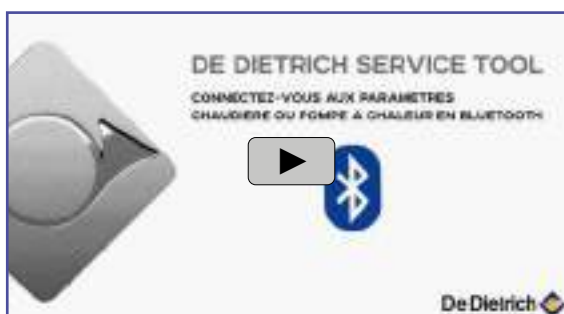 DE DIETRICH SERVICE TOOL
CONNECTEZ-VOUS AUX PARAMETRES
CHAUDIERE OU POMPE A CHALEUR EN BLUETOOTH
De Dietrich